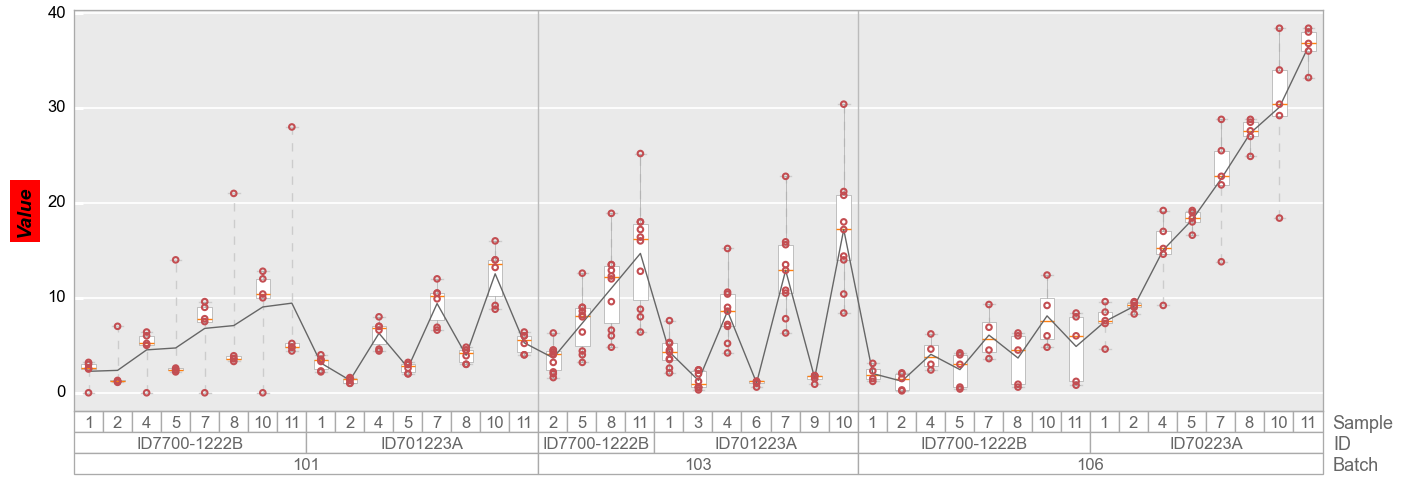 40
30
20
10
0
Value
1 2 4 5 7 8 10 11 1 2 4 5 7 8 10 11 2 5 8 11 1 3 4 6 7 9 10 1 2 4 5 7 8 10 11 1 2 4 5 7 8 10 11 Sample
ID7700-1222B ID701223A ID7700-1222B ID701223A ID7700-1222B ID70223A ID
101 103 106 Batch